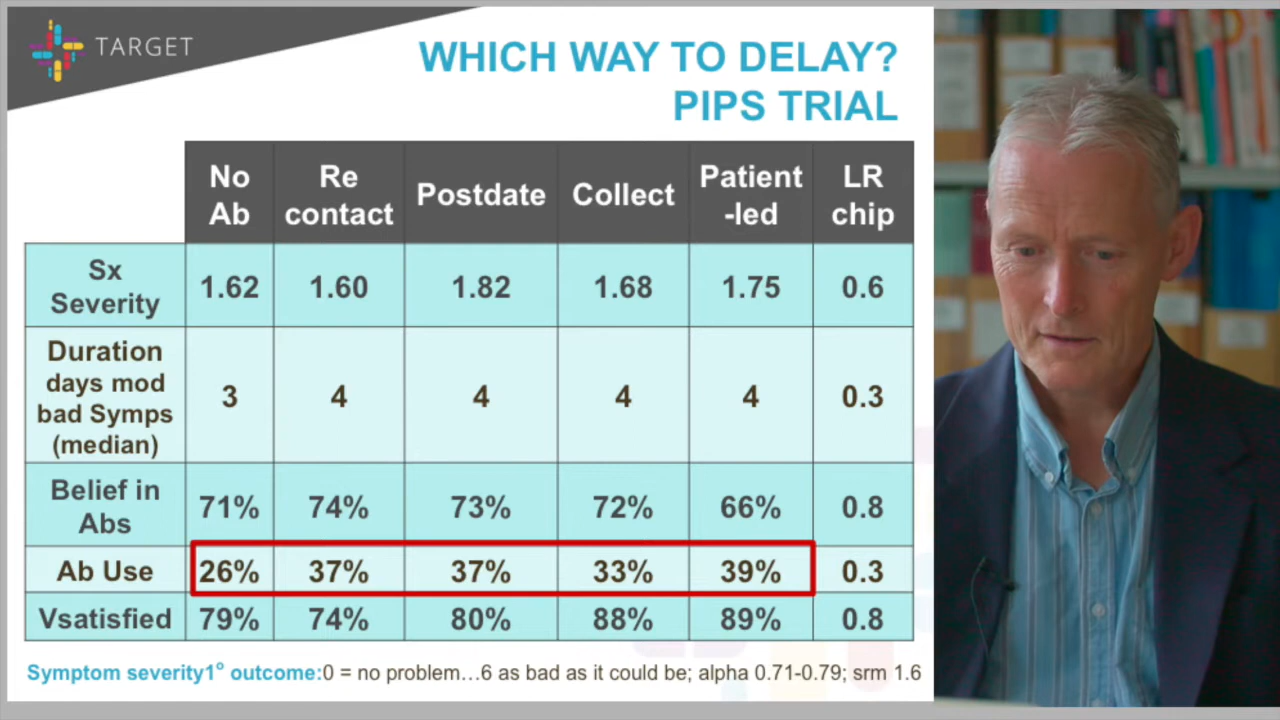 TARGET
WHICH WAY TO DELAY?
PIPS TRIAL
No Ab Re contact Postdate Collect Patient -led LR chip
Sx Severity 1.62 1.60 1.82 1.68 1.75 0.6
Duration days mod bad Symps (median) 3 4 4 4 4 0.3
Belief in Abs 71% 74% 73% 72% 66% 0.8
Ab Use 26% 37% 37% 33% 39% 0.3
Vsatisfied 79% 74% 80% 88% 89% 0.8
Symptom severity1° outcome:0 = no problem…6 as bad as it could be; alpha 0.71-0.79; srm 1.6